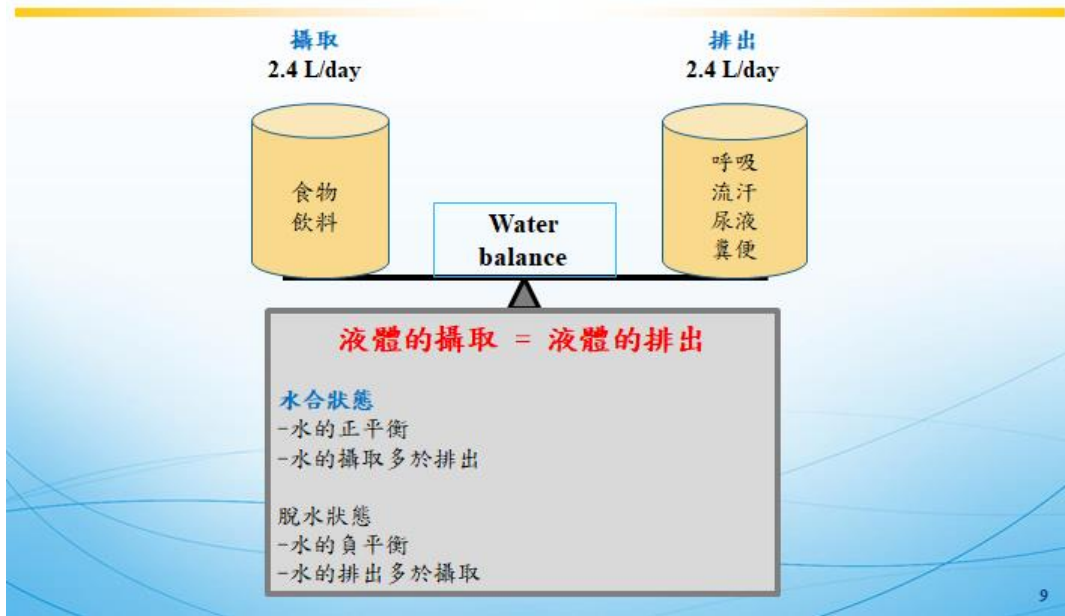 攝取
2.4 L/day
排出
2.4 L/day
食物
飲料
Water
balance
呼吸
流汗
尿液
糞便
液體的攝取 = 液體的排出
水合狀態
-水的正平衡
-水的攝取多於排出
脫水狀態
-水的負平衡
-水的排出多於攝取
9